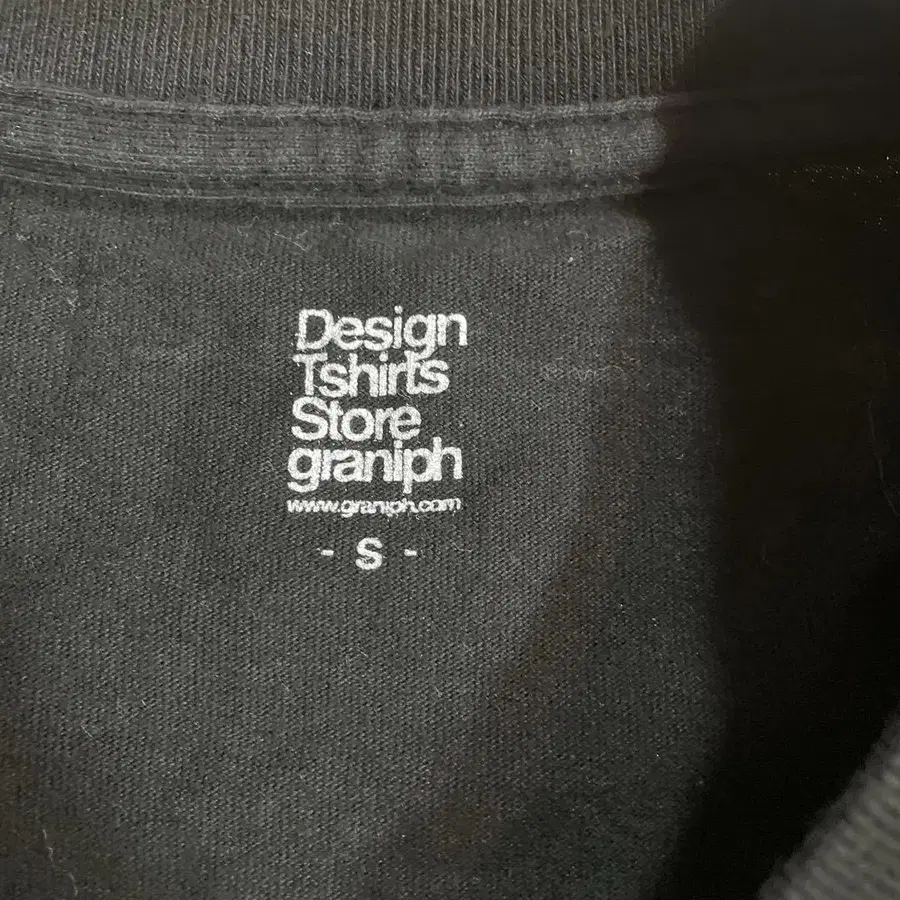 Design
Tshirts
Store
graniph
www.graniph.com
- S -